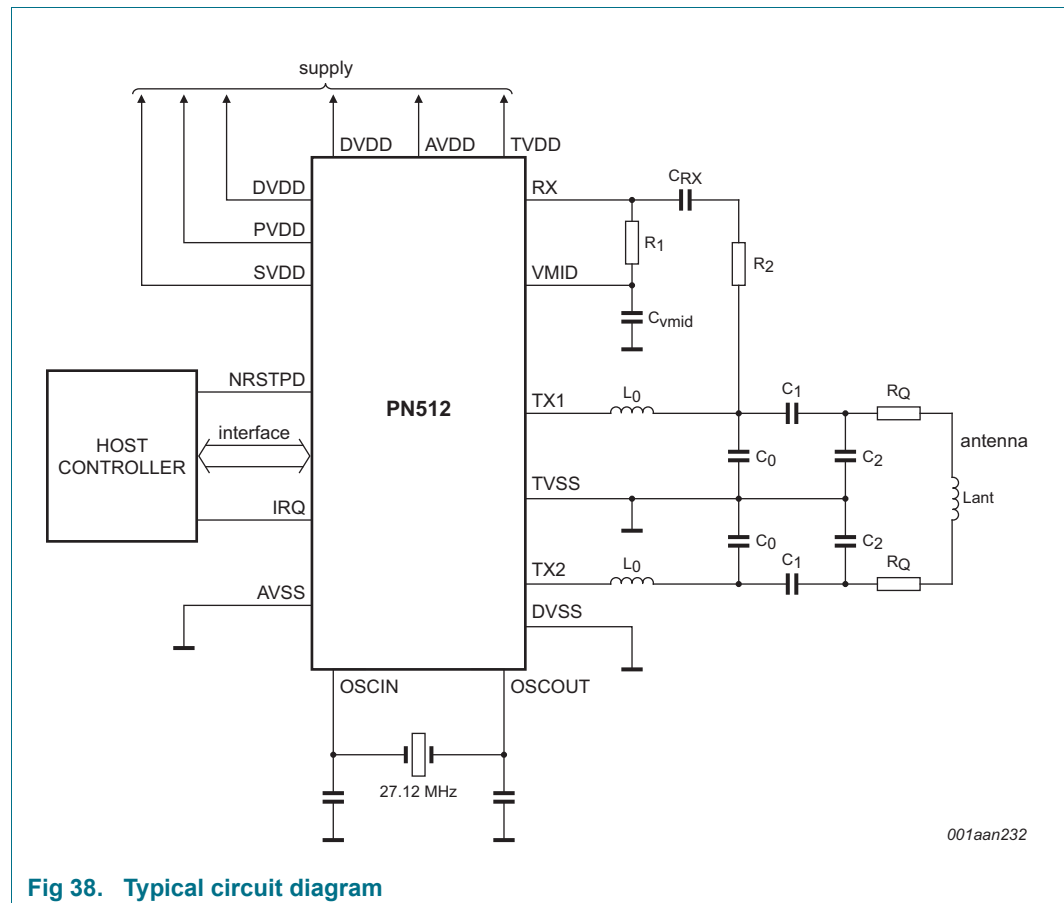 supply
DVDD AVDD TVDD
DVDD
PVDD
SVDD
RX
CRX
R1
R2
VMID
Cvmid
HOST
CONTROLLER
NRSTPD
interface
IRQ
AVSS
PN512
TX1
L0
C1
RQ
antenna
C0
C2
Lant
TVSS
C0
C2
TX2
L0
C1
RQ
DVSS
OSCIN
OSCOUT
27.12 MHz
001aan232
Fig 38. Typical circuit diagram